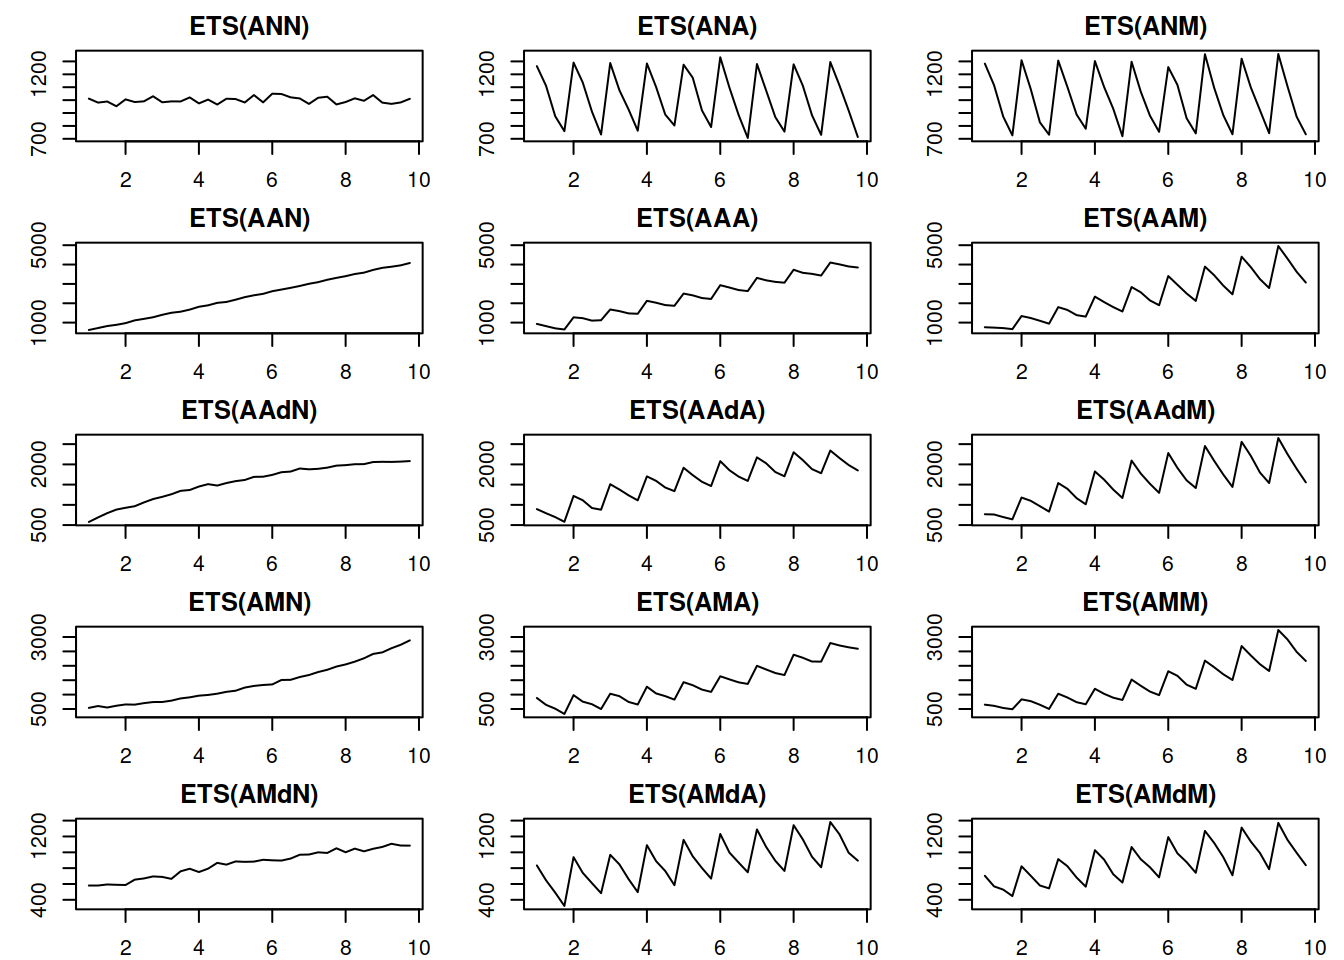 ETS(ANN) ETS(ANA) ETS(ANM)
700 1200 700 1200 700 1200
2 4 6 8 10 2 4 6 8 10 2 4 6 8 10
ETS(AAN) ETS(AAA) ETS(AAM)
1000 5000 1000 5000 1000 5000
2 4 6 8 10 2 4 6 8 10 2 4 6 8 10
ETS(AAdN) ETS(AAdA) ETS(AAdM)
500 2000 500 2000 500 2000
2 4 6 8 10 2 4 6 8 10 2 4 6 8 10
ETS(AMN) ETS(AMA) ETS(AMM)
500 3000 500 3000 500 3000
2 4 6 8 10 2 4 6 8 10 2 4 6 8 10
ETS(AMdN) ETS(AMdA) ETS(AMdM)
400 1200 400 1200 400 1200
2 4 6 8 10 2 4 6 8 10 2 4 6 8 10